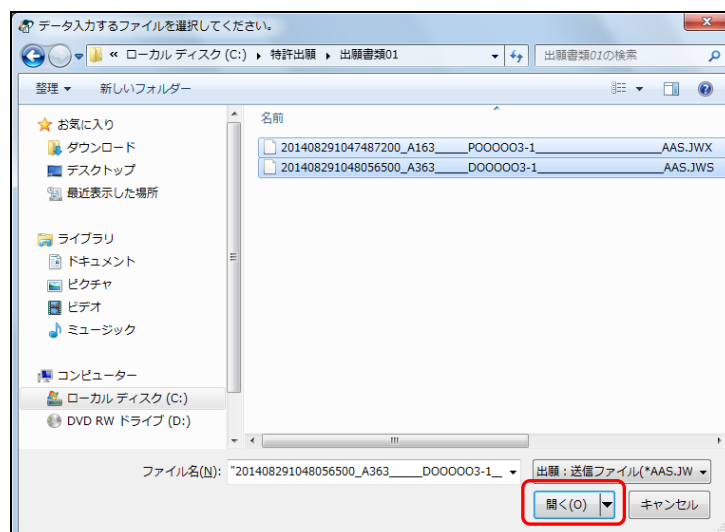 データ入力するファイルを選択してください。
« ローカル ディスク (C:) ▸ 特許出願 ▸ 出願書類01
出願書類01の検索
整理 ▼ 新しいフォルダー
お気に入り
ダウンロード
デスクトップ
最近表示した場所
ライブラリ
ドキュメント
ピクチャ
ビデオ
ミュージック
コンピューター
ローカル ディスク (C:)
DVD RW ドライブ (D:)
名前
201408291047487200_A163_____POOOOO3-1____________________AAS.JWX
201408291048056500_A363_____DOOOOO3-1____________________AAS.JWS
ファイル名(N): "201408291048056500_A363_____DOOOOO3-1__
出願：送信ファイル(*AAS.JW
開く(O)
キャンセル